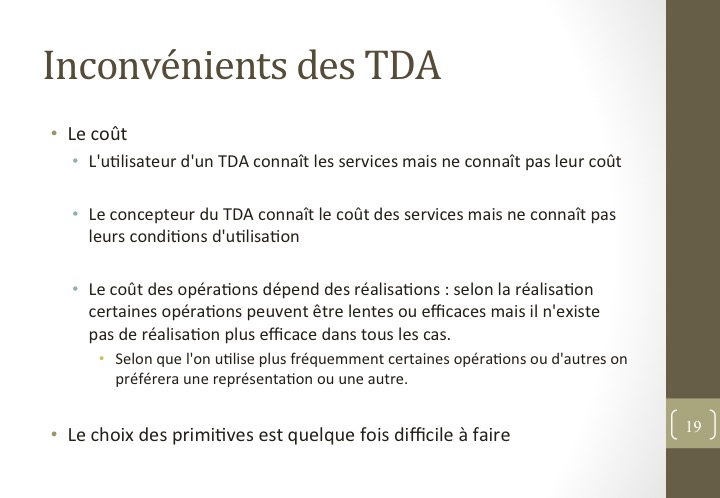 Inconvénients des TDA
• Le coût
• L'utilisateur d'un TDA connaît les services mais ne connaît pas leur coût
• Le concepteur du TDA connaît le coût des services mais ne connaît pas
leurs conditions d'utilisation
• Le coût des opérations dépend des réalisations : selon la réalisation
certaines opérations peuvent être lentes ou efficaces mais il n'existe
pas de réalisation plus efficace dans tous les cas.
• Selon que l'on utilise plus fréquemment certaines opérations ou d'autres on
préférera une représentation ou une autre.
• Le choix des primitives est quelque fois difficile à faire
19